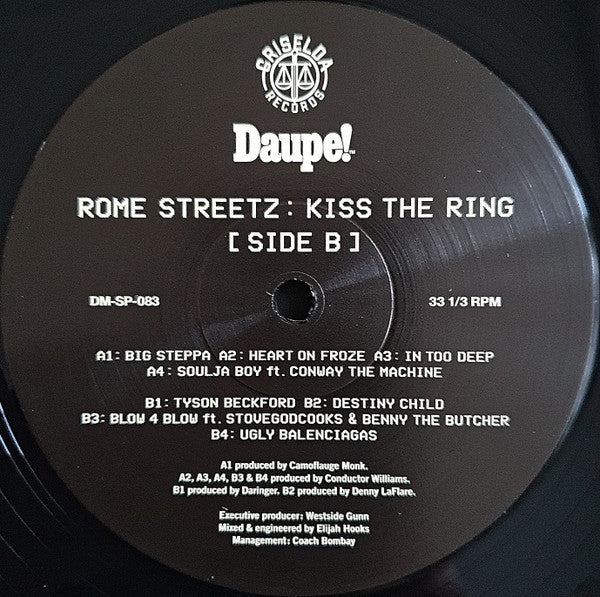 GRISELDA
RECORDS
Daupe!™
ROME STREETZ: KISS THE RING
[SIDE B]
DM-SP-083
33 1/3 RPM
A1: BIG STEPPA A2: HEART ON FROZE A3: IN TOO DEEP
A4: SOULJA BOY ft. CONWAY THE MACHINE
B1: TYSON BECKFORD B2: DESTINY CHILD
B3: BLOW 4 BLOW ft. STOVEGODCOOKS & BENNY THE BUTCHER
B4: UGLY BALENCIAGAS
A1 produced by Camoflauge Monk.
A2, A3, A4, B3 & B4 produced by Conductor Williams.
B1 produced by Daringer. B2 produced by Denny LaFlare.
Executive producer: Westside Gunn
Mixed & engineered by Elijah Hooks
Management: Coach Bombay